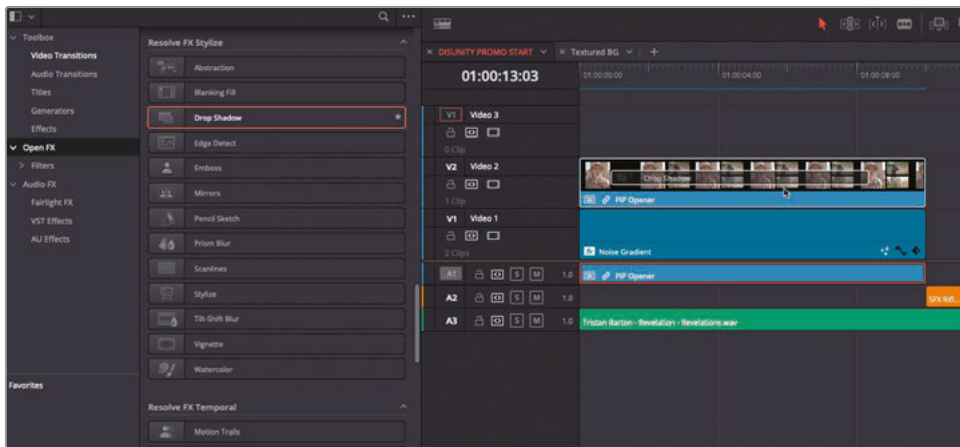 Toolbox
Video Transitions
Audio Transitions
Titles
Generators
Effects
Open FX
Filters
Audio FX
Fairlight FX
VST Effects
AU Effects
Favorites
Resolve FX Stylize
Abstraction
Blanking Fill
Drop Shadow
Edge Detect
Emboss
Mirrors
Pencil Sketch
Prism Blur
Scanlines
Stylize
Tilt-Shift Blur
Vignette
Watercolor
Resolve FX Temporal
Motion Trails
DISUNITY PROMO START
Textured BG
01:00:13:03
01:00:00:00
01:00:04:00
01:00:08:00
V1 Video 3
0 Clip
V2 Video 2
1 Clip
Drop Shadow
PIP Opener
V1 Video 1
2 Clips
Noise Gradient
A1 S M 1.0
PIP Opener
A2 S M 1.0
A3 S M 1.0
Tristan Barton - Revelation - Revelations.wav